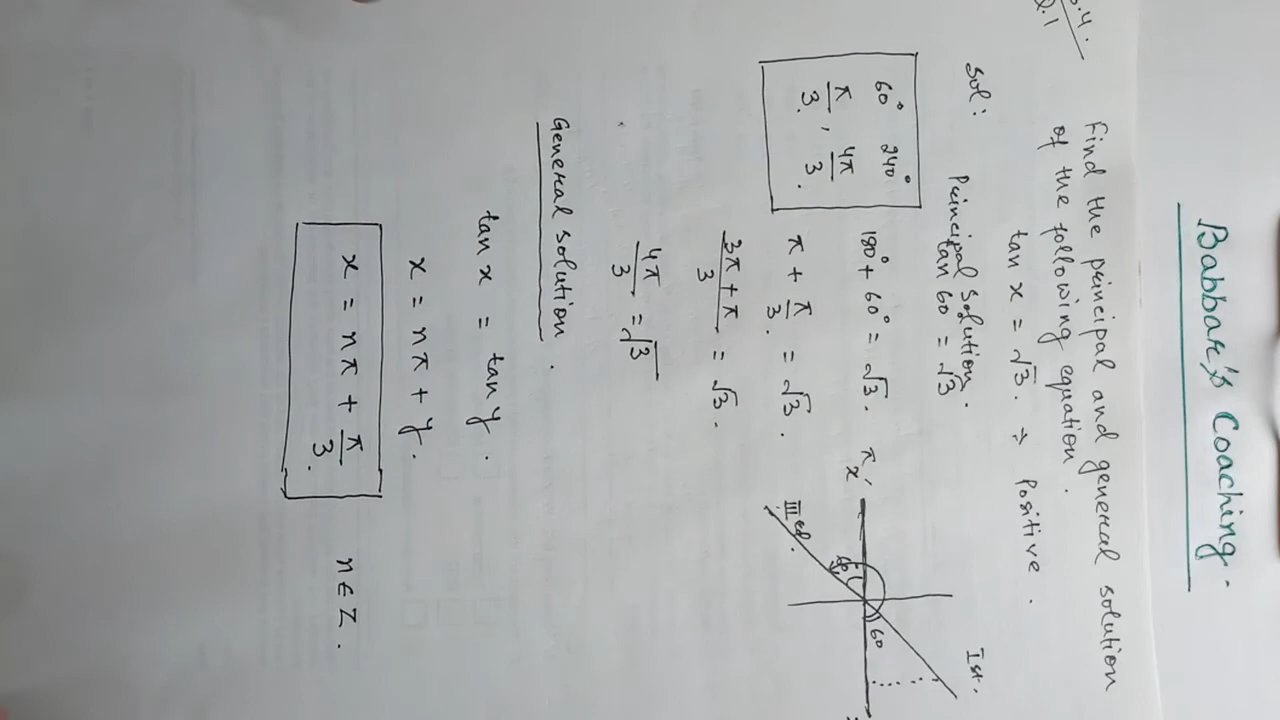 Babbar's Coaching.
.4.
Q.1
Find the principal and general solution
of the following equation.
tan x = √3. → Positive.
Sol: Principal solution.
tan 60 = √3
60° 240°
π/3, 4π/3.
180° + 60° = √3.
π + π/3. = √3.
3π + π/3 = √3.
4π/3 = √3
π
x'
Ist.
60
IIIrd.
General solution.
tan x = tan y.
x = nπ + y.
x = nπ + π/3. n ∈ Z.